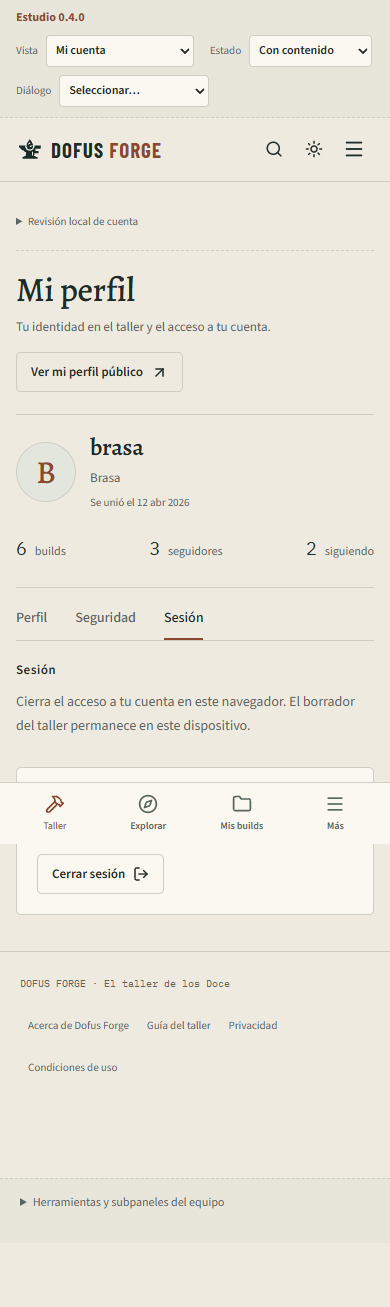 Estudio 0.4.0
Vista Mi cuenta Estado Con contenido
Diálogo Seleccionar...
DOFUS FORGE
Revisión local de cuenta
Mi perfil
Tu identidad en el taller y el acceso a tu cuenta.
Ver mi perfil público
B
brasa
Brasa
Se unió el 12 abr 2026
6 builds 3 seguidores 2 siguiendo
Perfil Seguridad Sesión
Sesión
Cierra el acceso a tu cuenta en este navegador. El borrador
del taller permanece en este dispositivo.
Taller Explorar Mis builds Más
Cerrar sesión
DOFUS FORGE · El taller de los Doce
Acerca de Dofus Forge Guía del taller Privacidad
Condiciones de uso
Herramientas y subpaneles del equipo